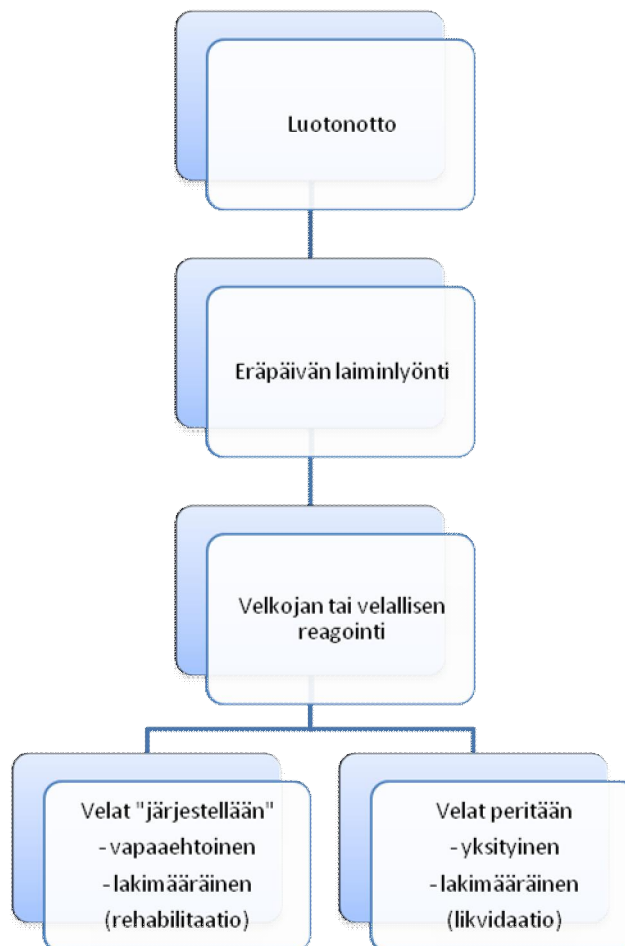 Luotonotto
Eräpäivän laiminlyönti
Velkojan tai velallisen
reagointi
Velat "järjestellään"
-vapaaehtoinen
-lakimääräinen
(rehabilitaatio)
Velat peritään
-yksityinen
-lakimääräinen
(likvidaatio)